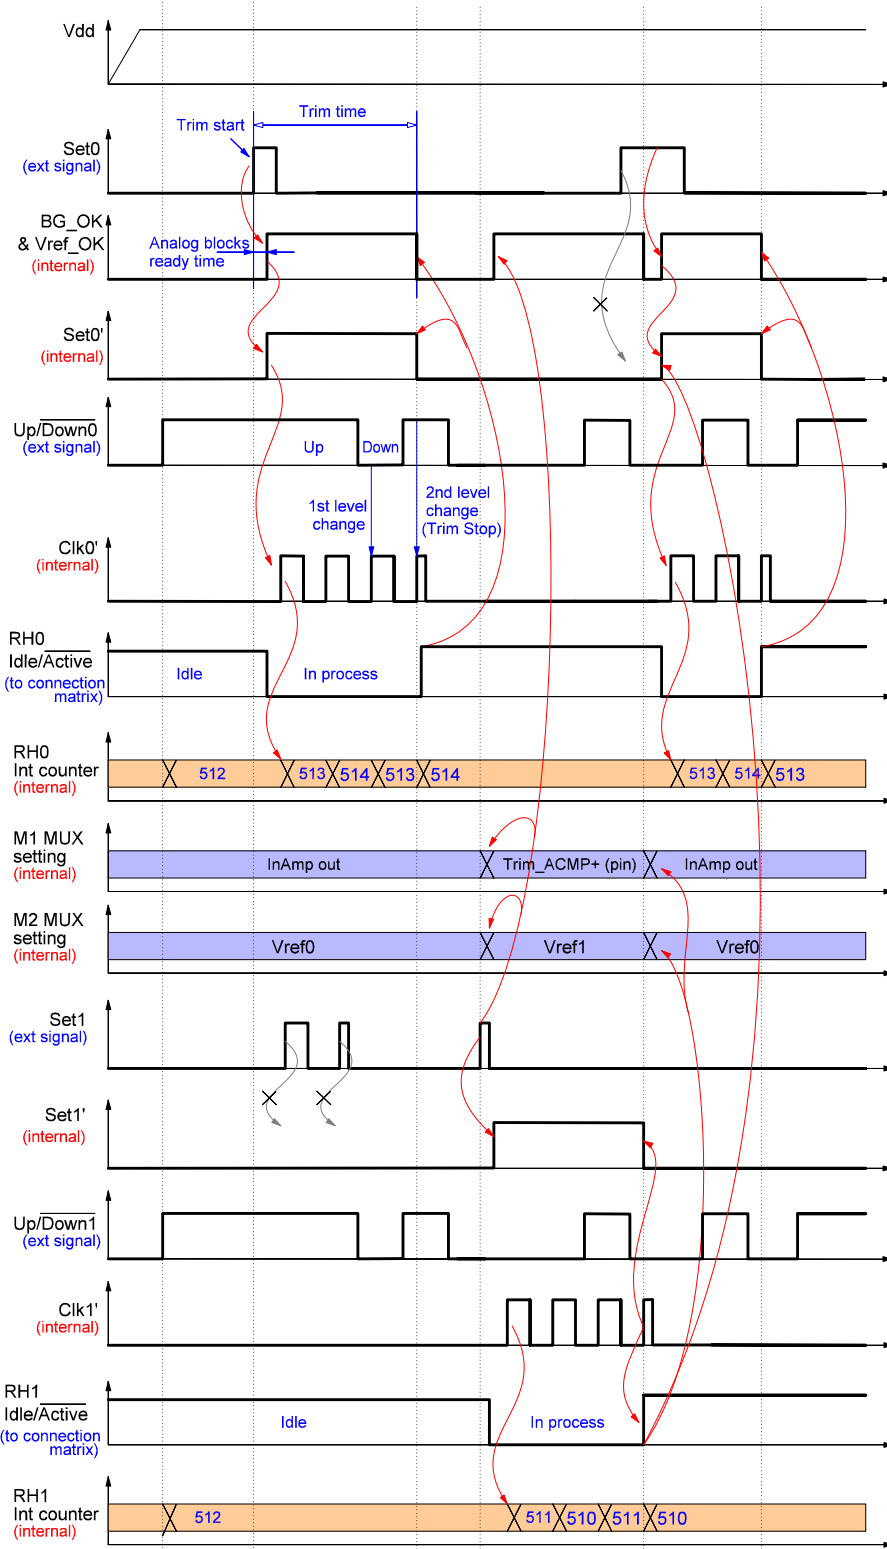 Vdd
Trim time
Trim start
Set0
(ext signal)
BG_OK
& Vref_OK
(internal)
Analog blocks
ready time
Set0'
(internal)
Up/Down0
(ext signal)
Up
Down
1st level
change
2nd level
change
(Trim Stop)
Clk0'
(internal)
RH0
Idle/Active
(to connection
matrix)
Idle
In process
RH0
Int counter
(internal)
512
513
514
513
514
513
514
513
M1 MUX
setting
(internal)
InAmp out
Trim_ACMP+ (pin)
InAmp out
M2 MUX
setting
(internal)
Vref0
Vref1
Vref0
Set1
(ext signal)
Set1'
(internal)
Up/Down1
(ext signal)
Clk1'
(internal)
RH1
Idle/Active
(to connection
matrix)
Idle
In process
RH1
Int counter
(internal)
512
511
510
511
510